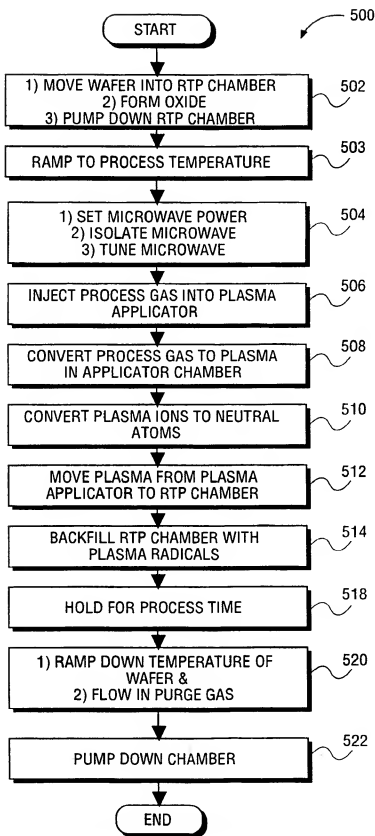 500
START
1) MOVE WAFER INTO RTP CHAMBER
2) FORM OXIDE
3) PUMP DOWN RTP CHAMBER
502
RAMP TO PROCESS TEMPERATURE
503
1) SET MICROWAVE POWER
2) ISOLATE MICROWAVE
3) TUNE MICROWAVE
504
INJECT PROCESS GAS INTO PLASMA
APPLICATOR
506
CONVERT PROCESS GAS TO PLASMA
IN APPLICATOR CHAMBER
508
CONVERT PLASMA IONS TO NEUTRAL
ATOMS
510
MOVE PLASMA FROM PLASMA
APPLICATOR TO RTP CHAMBER
512
BACKFILL RTP CHAMBER WITH
PLASMA RADICALS
514
HOLD FOR PROCESS TIME
518
1) RAMP DOWN TEMPERATURE OF
WAFER &
2) FLOW IN PURGE GAS
520
PUMP DOWN CHAMBER
522
END